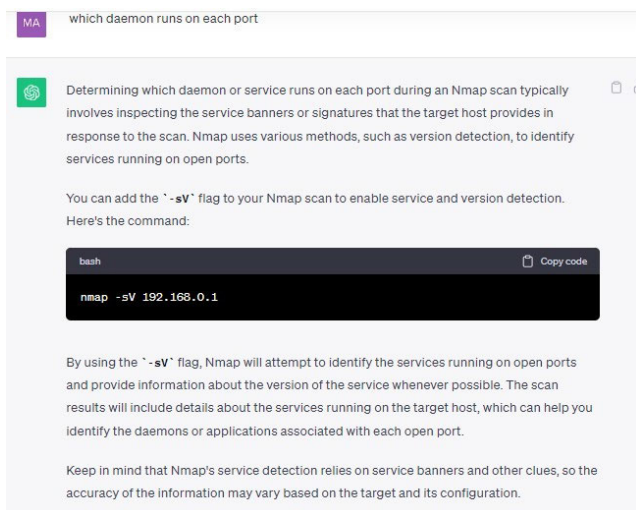 MA
which daemon runs on each port
Determining which daemon or service runs on each port during an Nmap scan typically
involves inspecting the service banners or signatures that the target host provides in
response to the scan. Nmap uses various methods, such as version detection, to identify
services running on open ports.
You can add the `-sV` flag to your Nmap scan to enable service and version detection.
Here's the command:
bash
Copy code
nmap -sV 192.168.0.1
By using the `-sV` flag, Nmap will attempt to identify the services running on open ports
and provide information about the version of the service whenever possible. The scan
results will include details about the services running on the target host, which can help you
identify the daemons or applications associated with each open port.
Keep in mind that Nmap's service detection relies on service banners and other clues, so the
accuracy of the information may vary based on the target and its configuration.